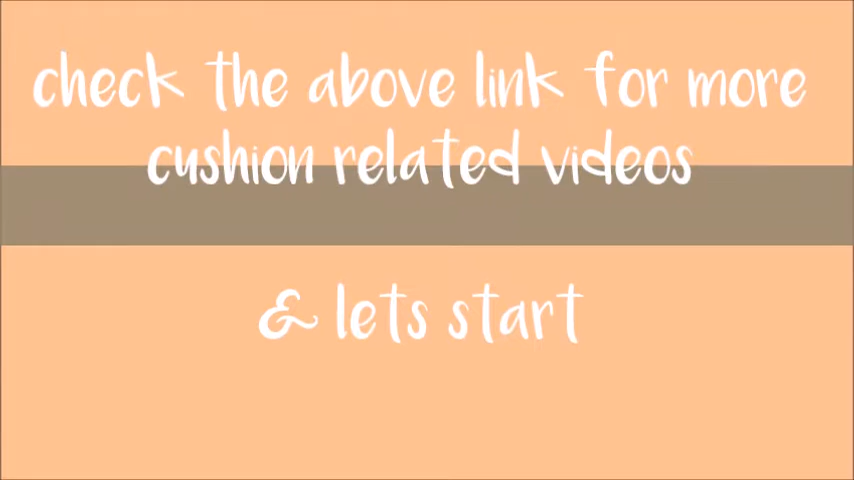 check the above link for more
cushion related videos
& lets start